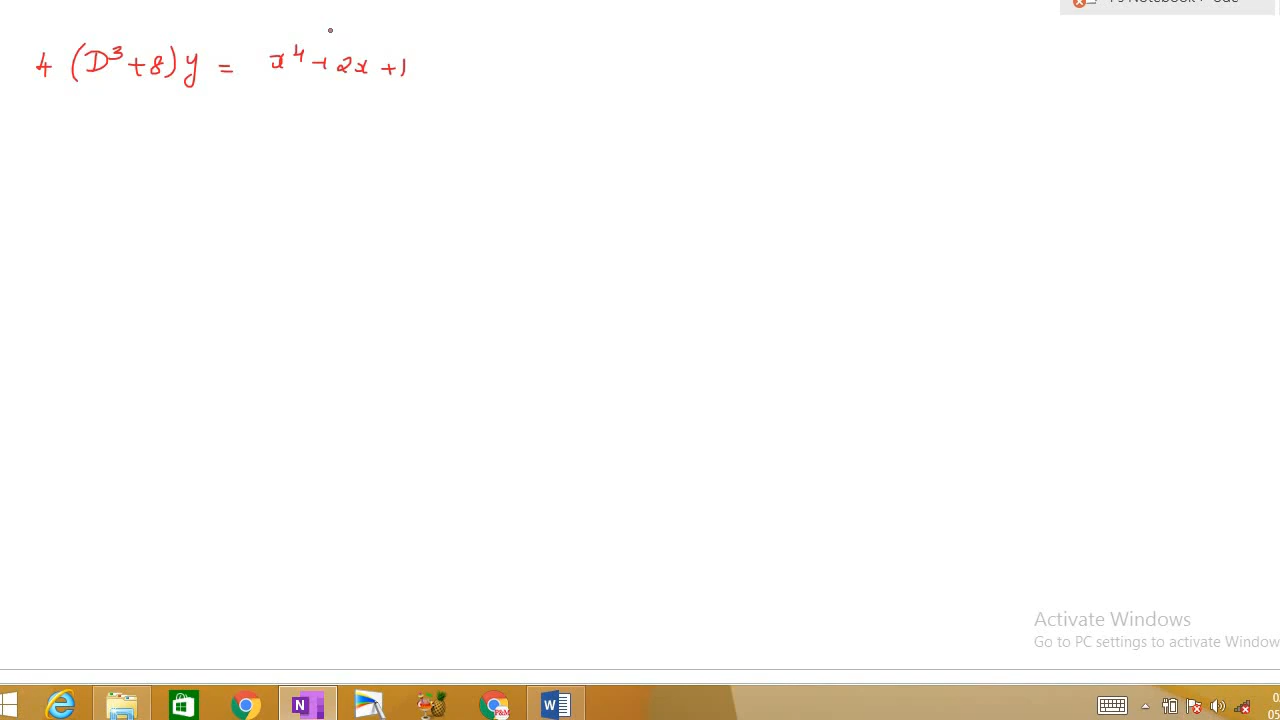 4 (D³+8)y = x⁴+2x+1
Activate Windows
Go to PC settings to activate Window